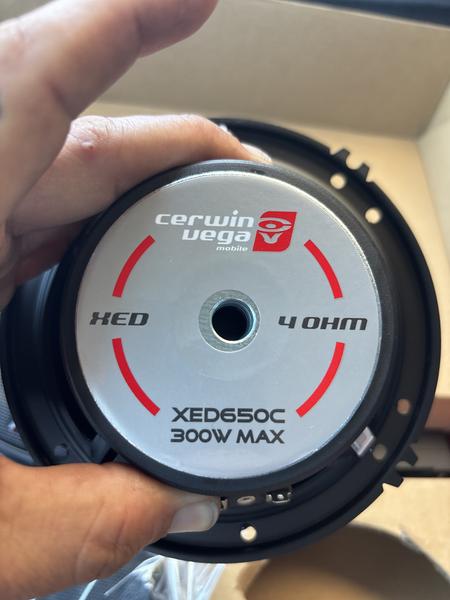 cerwin
vega
mobile
XED
4 OHM
XED650C
300W MAX